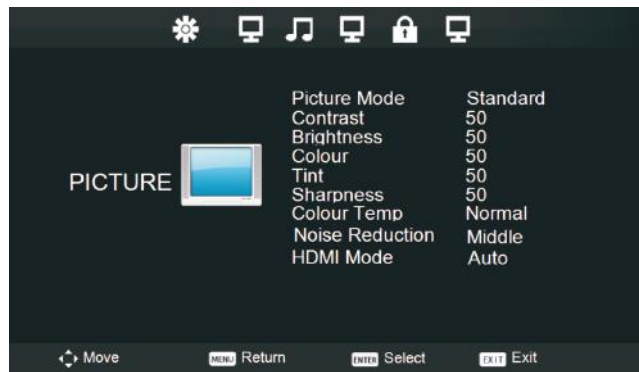 PICTURE
Picture Mode Standard
Contrast 50
Brightness 50
Colour 50
Tint 50
Sharpness 50
Colour Temp Normal
Noise Reduction Middle
HDMI Mode Auto
Move MENU Return ENTER Select EXIT Exit